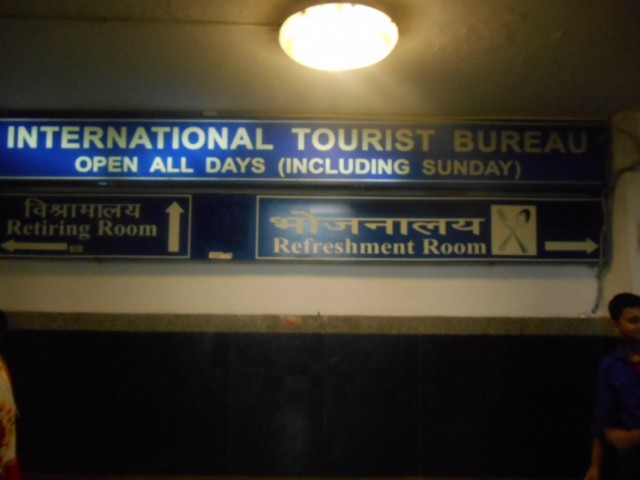 INTERNATIONAL TOURIST BUREAU
OPEN ALL DAYS (INCLUDING SUNDAY)
विश्रामालय
Retiring Room
भोजनालय
Refreshment Room